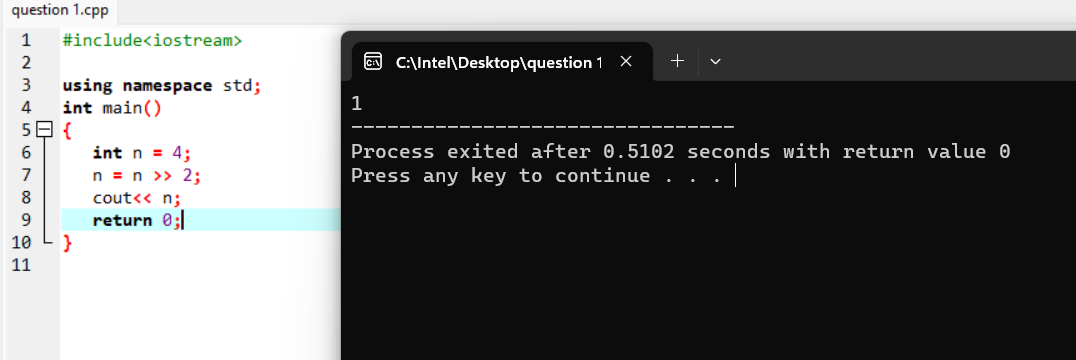 question 1.cpp
1 #include<iostream>
2
3 using namespace std;
4 int main()
5 {
6 int n = 4;
7 n = n >> 2;
8 cout<< n;
9 return 0;
10 }
11
C:\Intel\Desktop\question 1
1
--------------------------------
Process exited after 0.5102 seconds with return value 0
Press any key to continue . . .